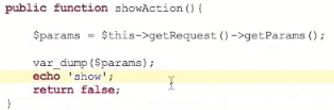 public function showAction(){
$params = $this->getRequest()->getParams();
var_dump($params);
echo 'show';
return false;
}